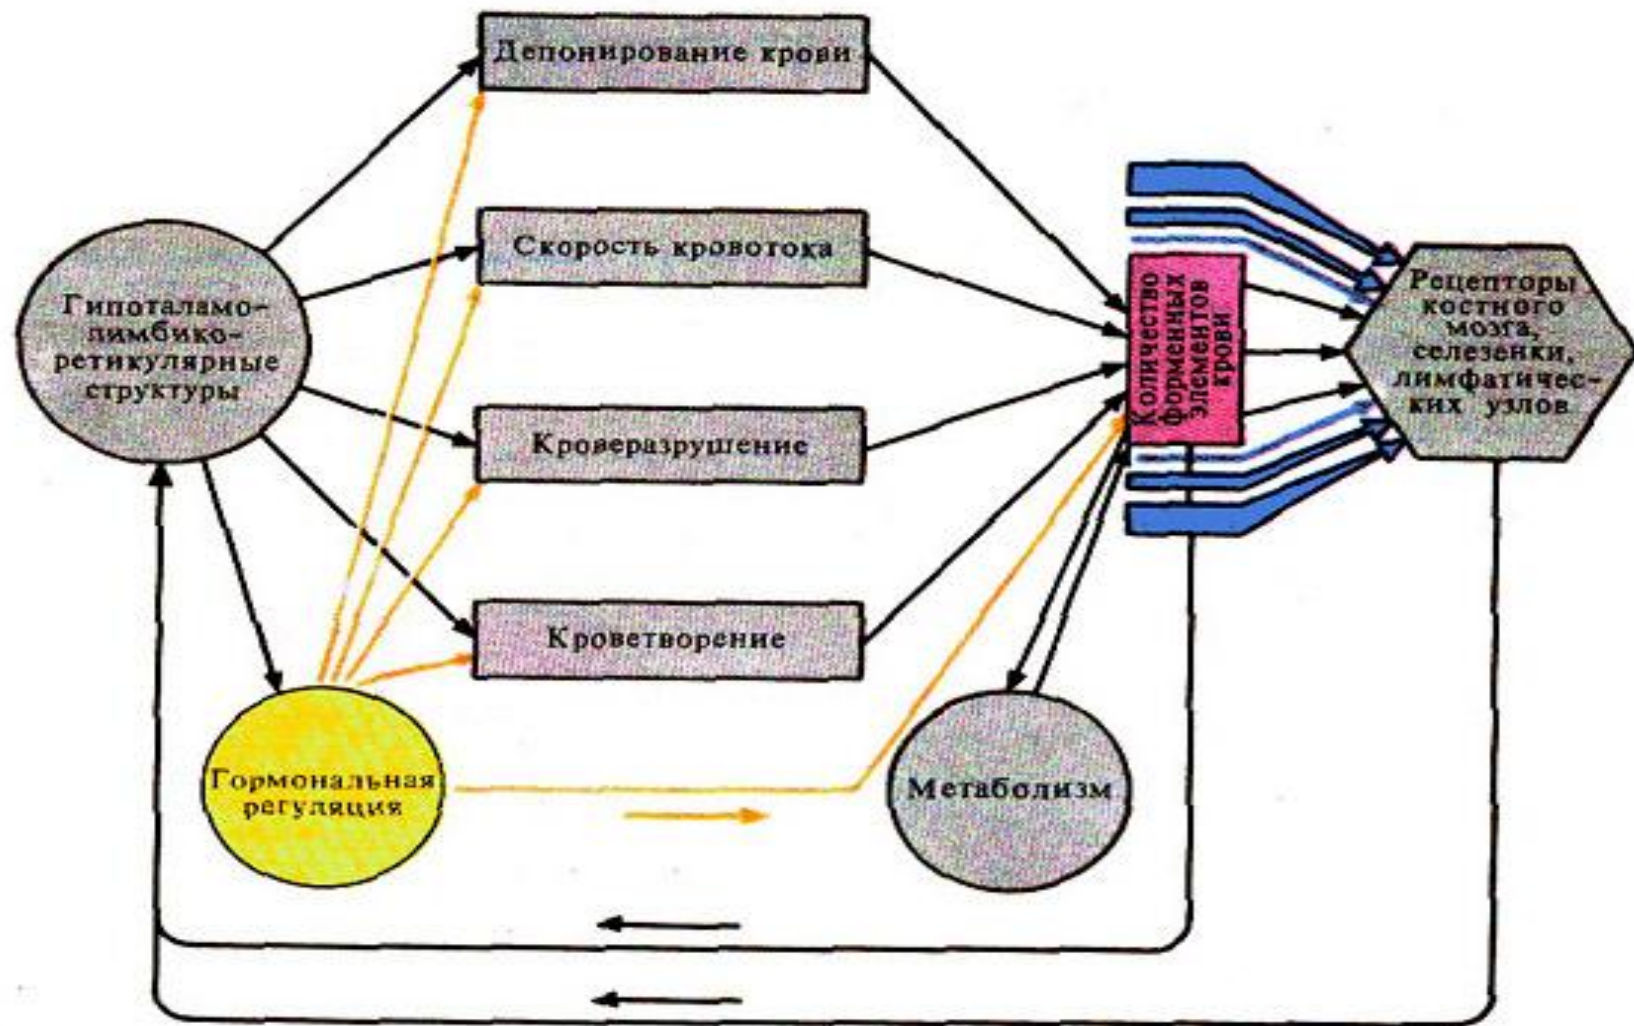 Депонирование крови
Скорость кровотока
Гипоталамо-
лимбико-
ретикулярные
структуры
Кроверазрушение
Кроветворение
Гормональная
регуляция
Метаболизм
Количество
форменных
элементов
крови
Рецепторы
костного
мозга,
селезенки,
лимфатичес-
ких узлов